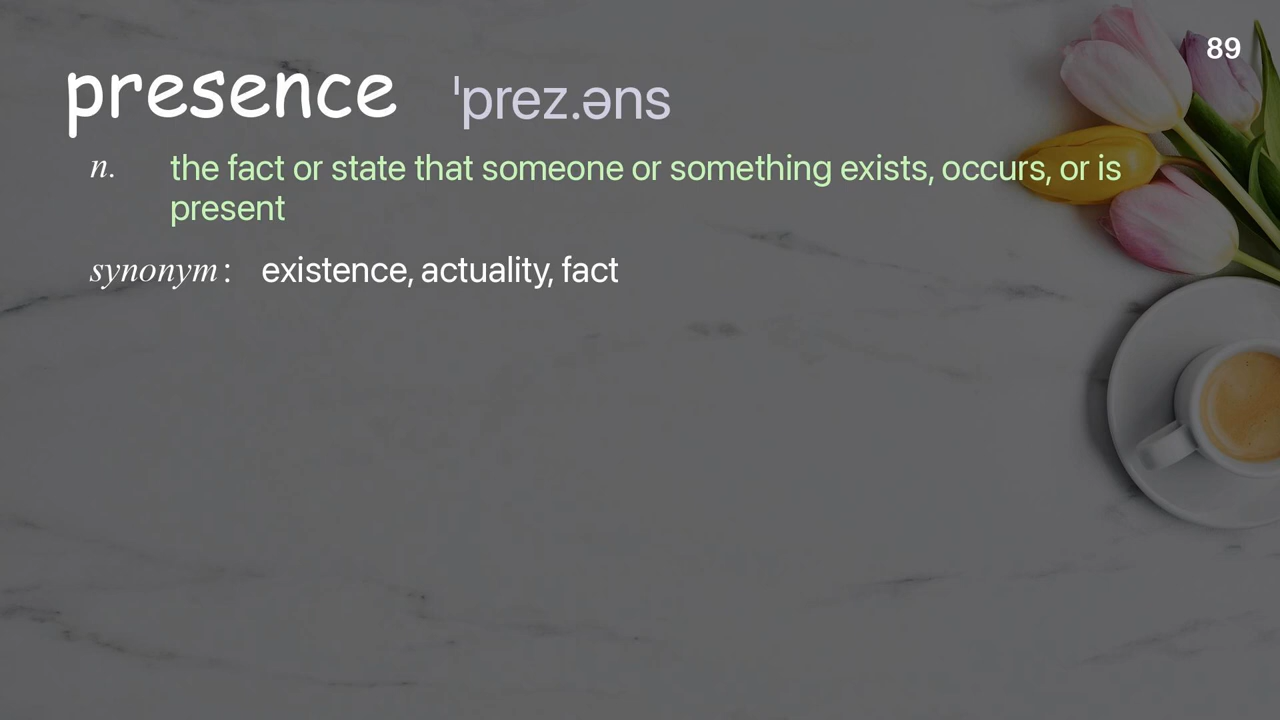 89
presence ˈprez.əns
n. the fact or state that someone or something exists, occurs, or is
present
synonym: existence, actuality, fact